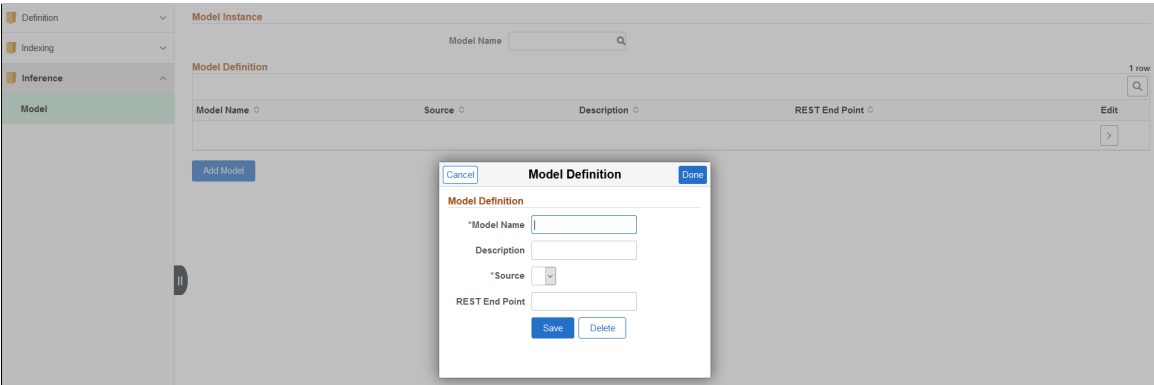 Definition
Indexing
Inference
Model
Model Instance
Model Name
Model Definition
1 row
Model Name Source Description REST End Point Edit
Add Model
Cancel Model Definition Done
Model Definition
*Model Name
Description
*Source
REST End Point
Save Delete